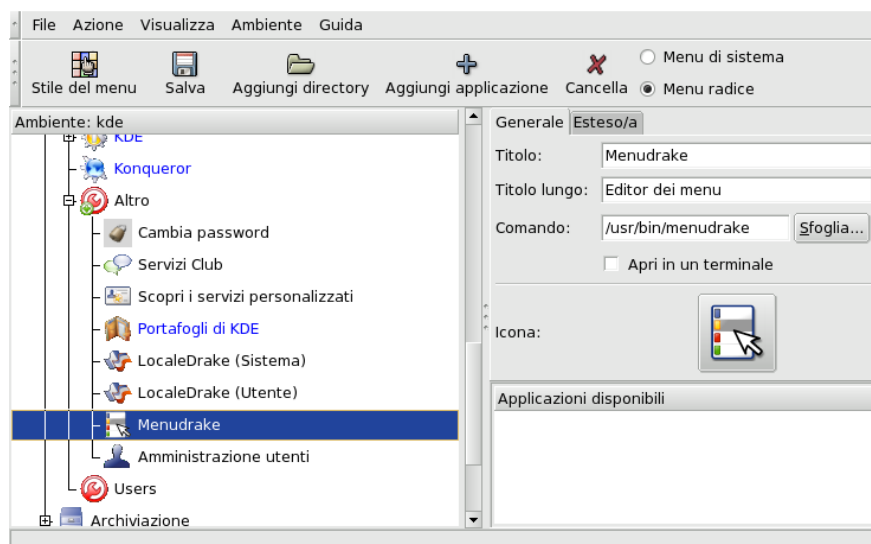 File Azione Visualizza Ambiente Guida
Stile del menu Salva Aggiungi directory Aggiungi applicazione Cancella
Menu di sistema
Menu radice
Ambiente: kde
KDE
Konqueror
Altro
Cambia password
Servizi Club
Scopri i servizi personalizzati
Portafogli di KDE
LocaleDrake (Sistema)
LocaleDrake (Utente)
Menudrake
Amministrazione utenti
Users
Archiviazione
Generale Esteso/a
Titolo: Menudrake
Titolo lungo: Editor dei menu
Comando: /usr/bin/menudrake Sfoglia...
Apri in un terminale
Icona:
Applicazioni disponibili